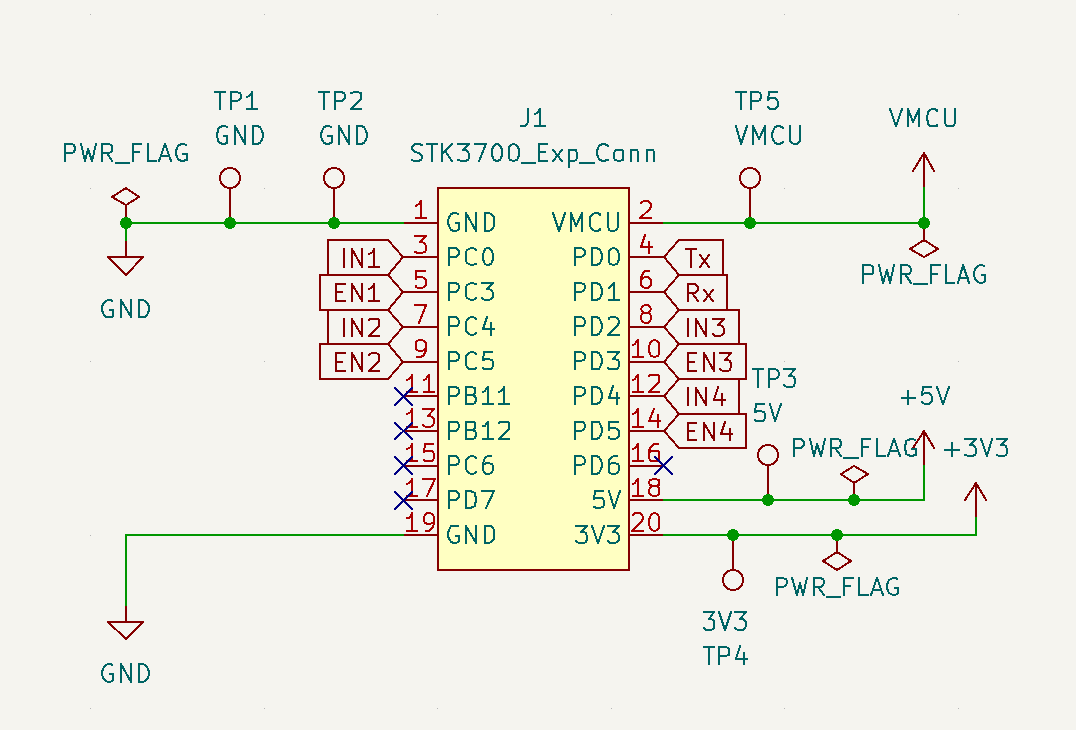 TP1
GND
TP2
GND
PWR_FLAG
GND
J1
STK3700_Exp_Conn
TP5
VMCU
VMCU
PWR_FLAG
1 GND VMCU 2
IN1 3 PC0 PD0 4 Tx
EN1 5 PC3 PD1 6 Rx
IN2 7 PC4 PD2 8 IN3
EN2 9 PC5 PD3 10 EN3
11 PB11 PD4 12 IN4
13 PB12 PD5 14 EN4
15 PC6 PD6 16
17 PD7 5V 18
19 GND 3V3 20
TP3
5V
+5V
PWR_FLAG
+3V3
PWR_FLAG
3V3
TP4
GND